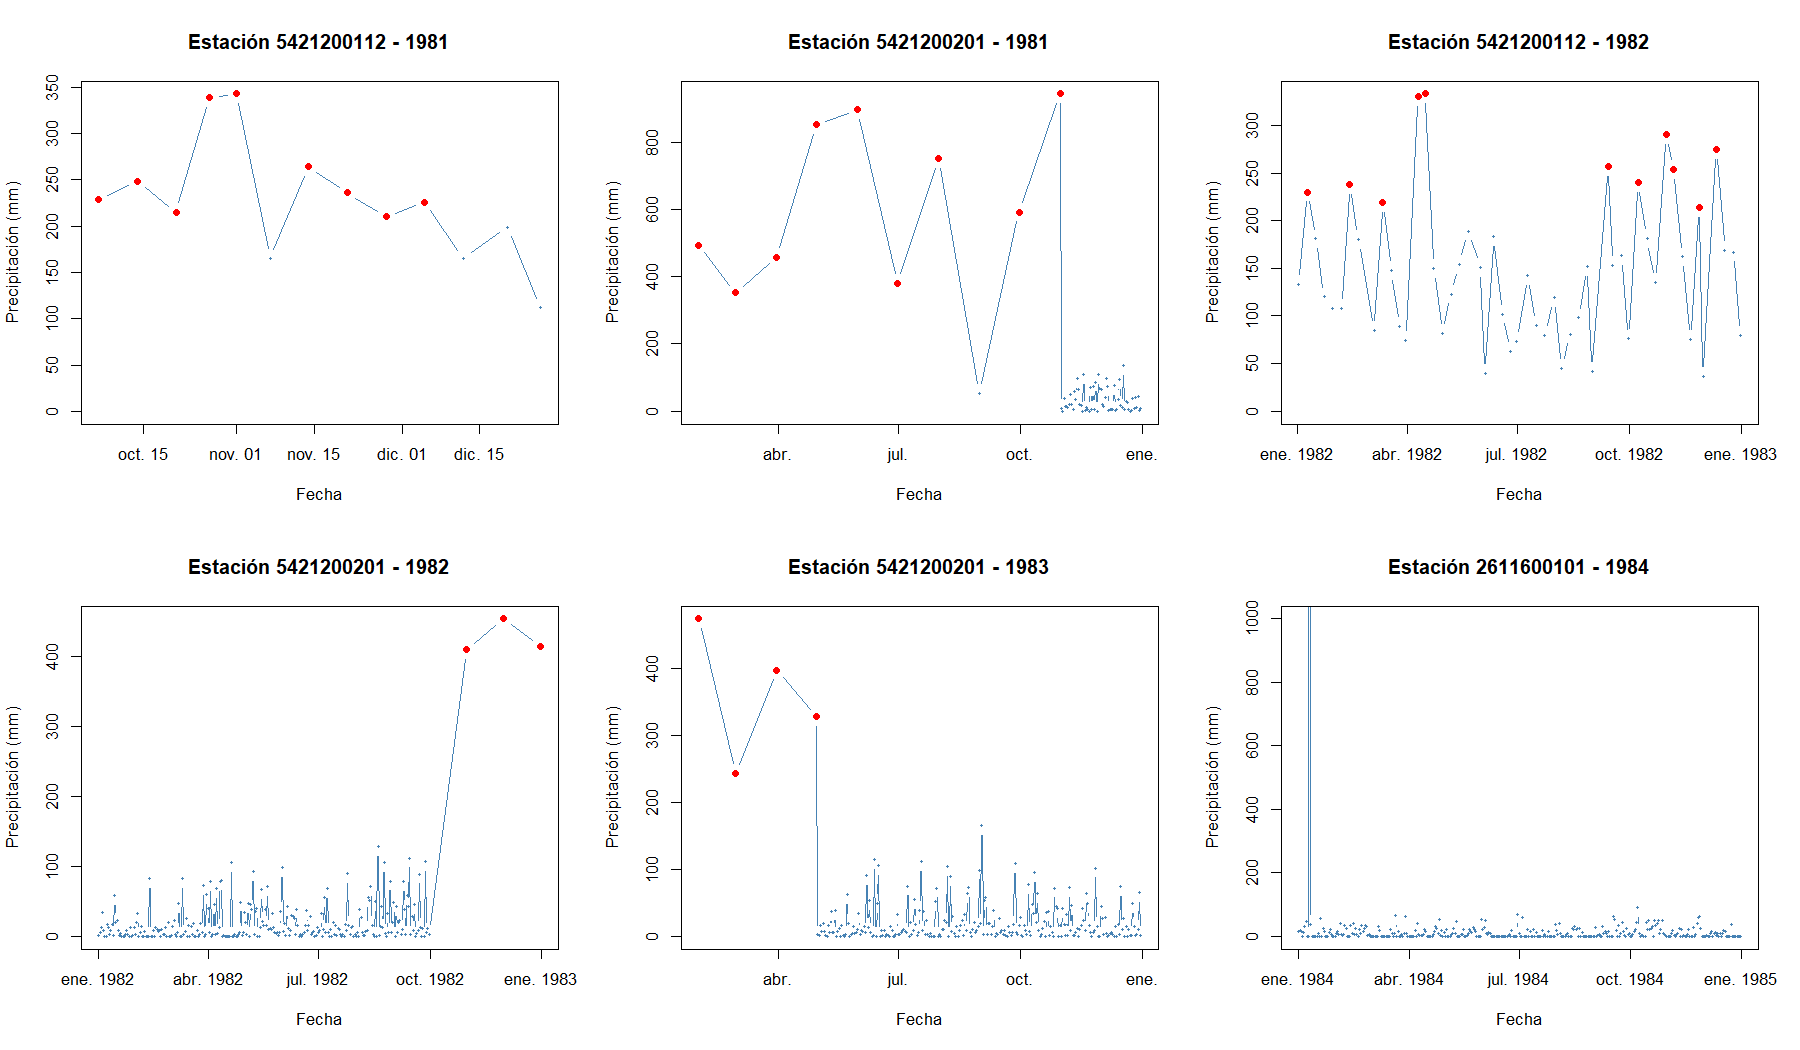 Estación 5421200112 - 1981
Precipitación (mm)
350
300
250
200
150
100
50
0
oct. 15 nov. 01 nov. 15 dic. 01 dic. 15
Fecha
Estación 5421200201 - 1981
Precipitación (mm)
800
600
400
200
0
abr. jul. oct. ene.
Fecha
Estación 5421200112 - 1982
Precipitación (mm)
300
250
200
150
100
50
0
ene. 1982 abr. 1982 jul. 1982 oct. 1982 ene. 1983
Fecha
Estación 5421200201 - 1982
Precipitación (mm)
400
300
200
100
0
ene. 1982 abr. 1982 jul. 1982 oct. 1982 ene. 1983
Fecha
Estación 5421200201 - 1983
Precipitación (mm)
400
300
200
100
0
abr. jul. oct. ene.
Fecha
Estación 2611600101 - 1984
Precipitación (mm)
1000
800
600
400
200
0
ene. 1984 abr. 1984 jul. 1984 oct. 1984 ene. 1985
Fecha